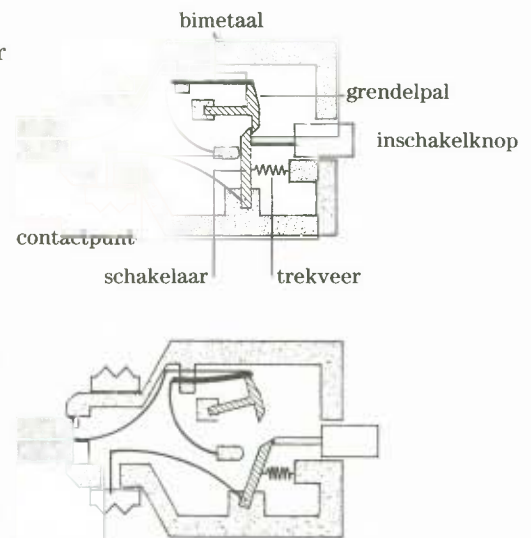 bimetaal
r
grendelpal
inschakelknop
contactpunt
schakelaar
trekveer